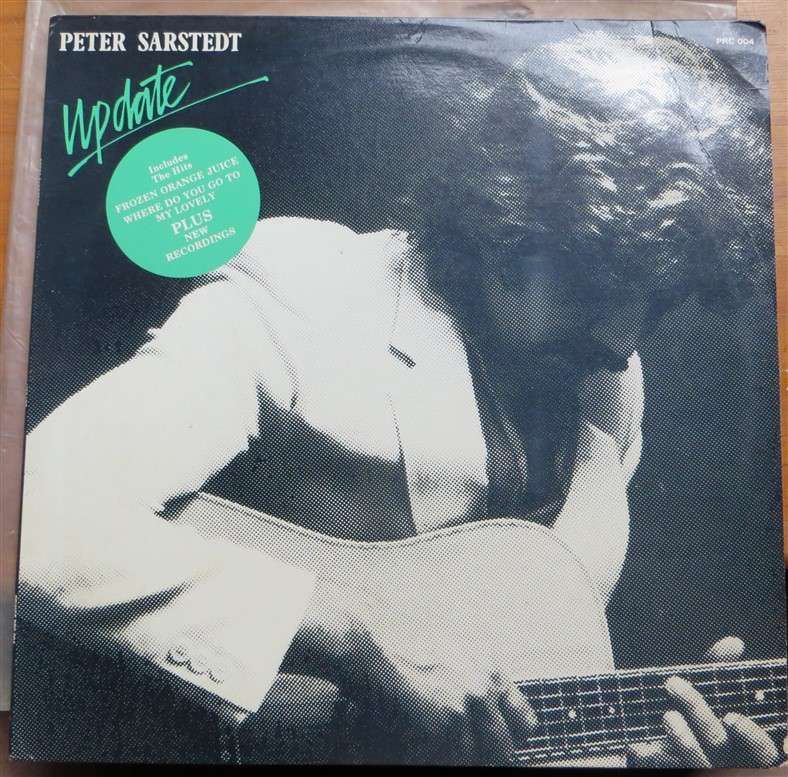 PETER SARSTEDT
PRC 004
Update
Includes
The Hits
FROZEN ORANGE JUICE
WHERE DO YOU GO TO
MY LOVELY
PLUS
NEW
RECORDINGS